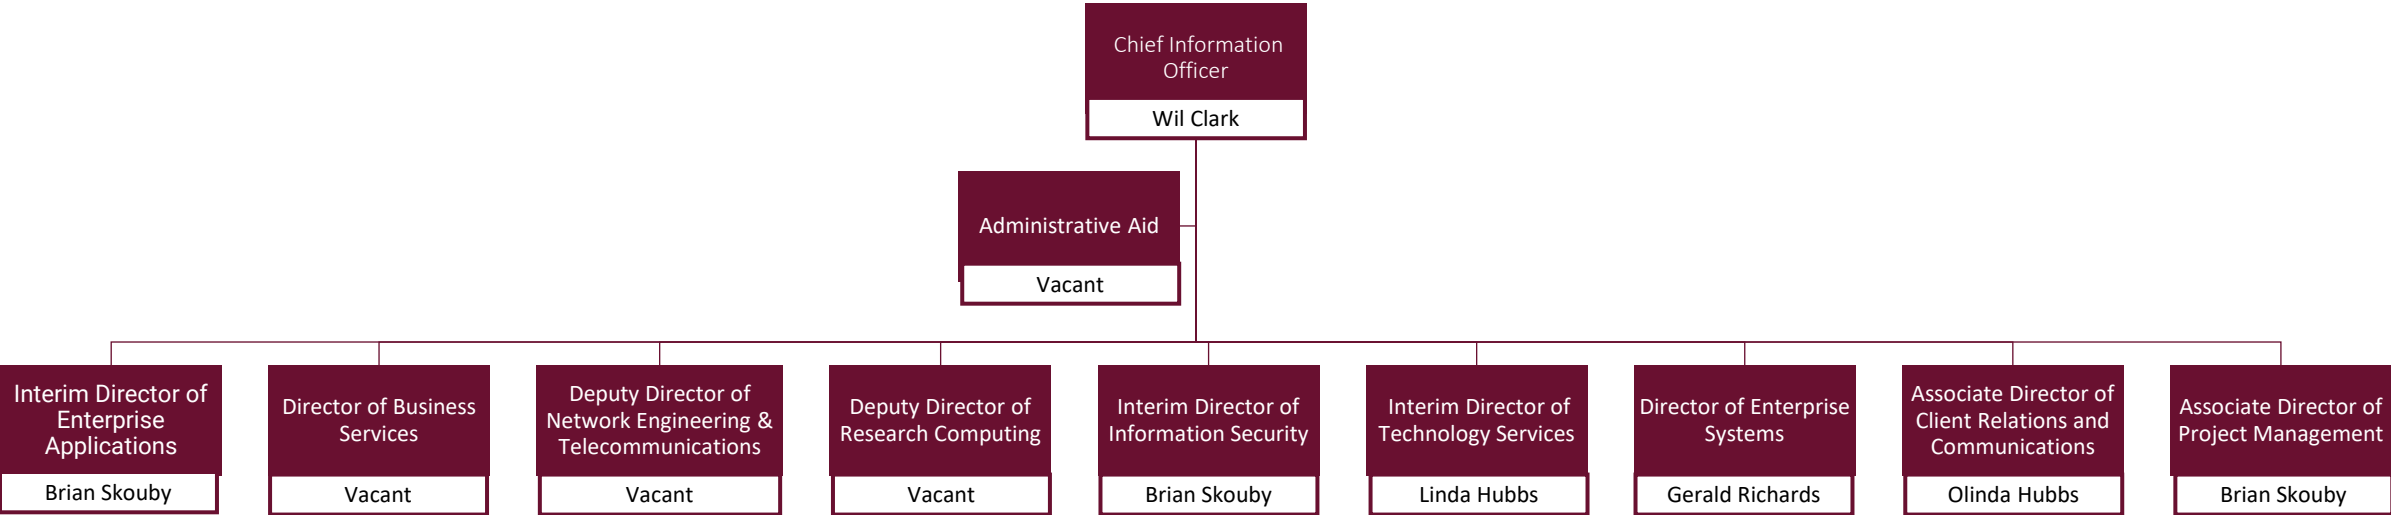 Chief Information
Officer
Wil Clark
Administrative Aid
Vacant
Interim Director of
Enterprise
Applications
Brian Skouby
Director of Business
Services
Vacant
Deputy Director of
Network Engineering &
Telecommunications
Vacant
Deputy Director of
Research Computing
Vacant
Interim Director of
Information Security
Brian Skouby
Interim Director of
Technology Services
Linda Hubbs
Director of Enterprise
Systems
Gerald Richards
Associate Director of
Client Relations and
Communications
Olinda Hubbs
Associate Director of
Project Management
Brian Skouby